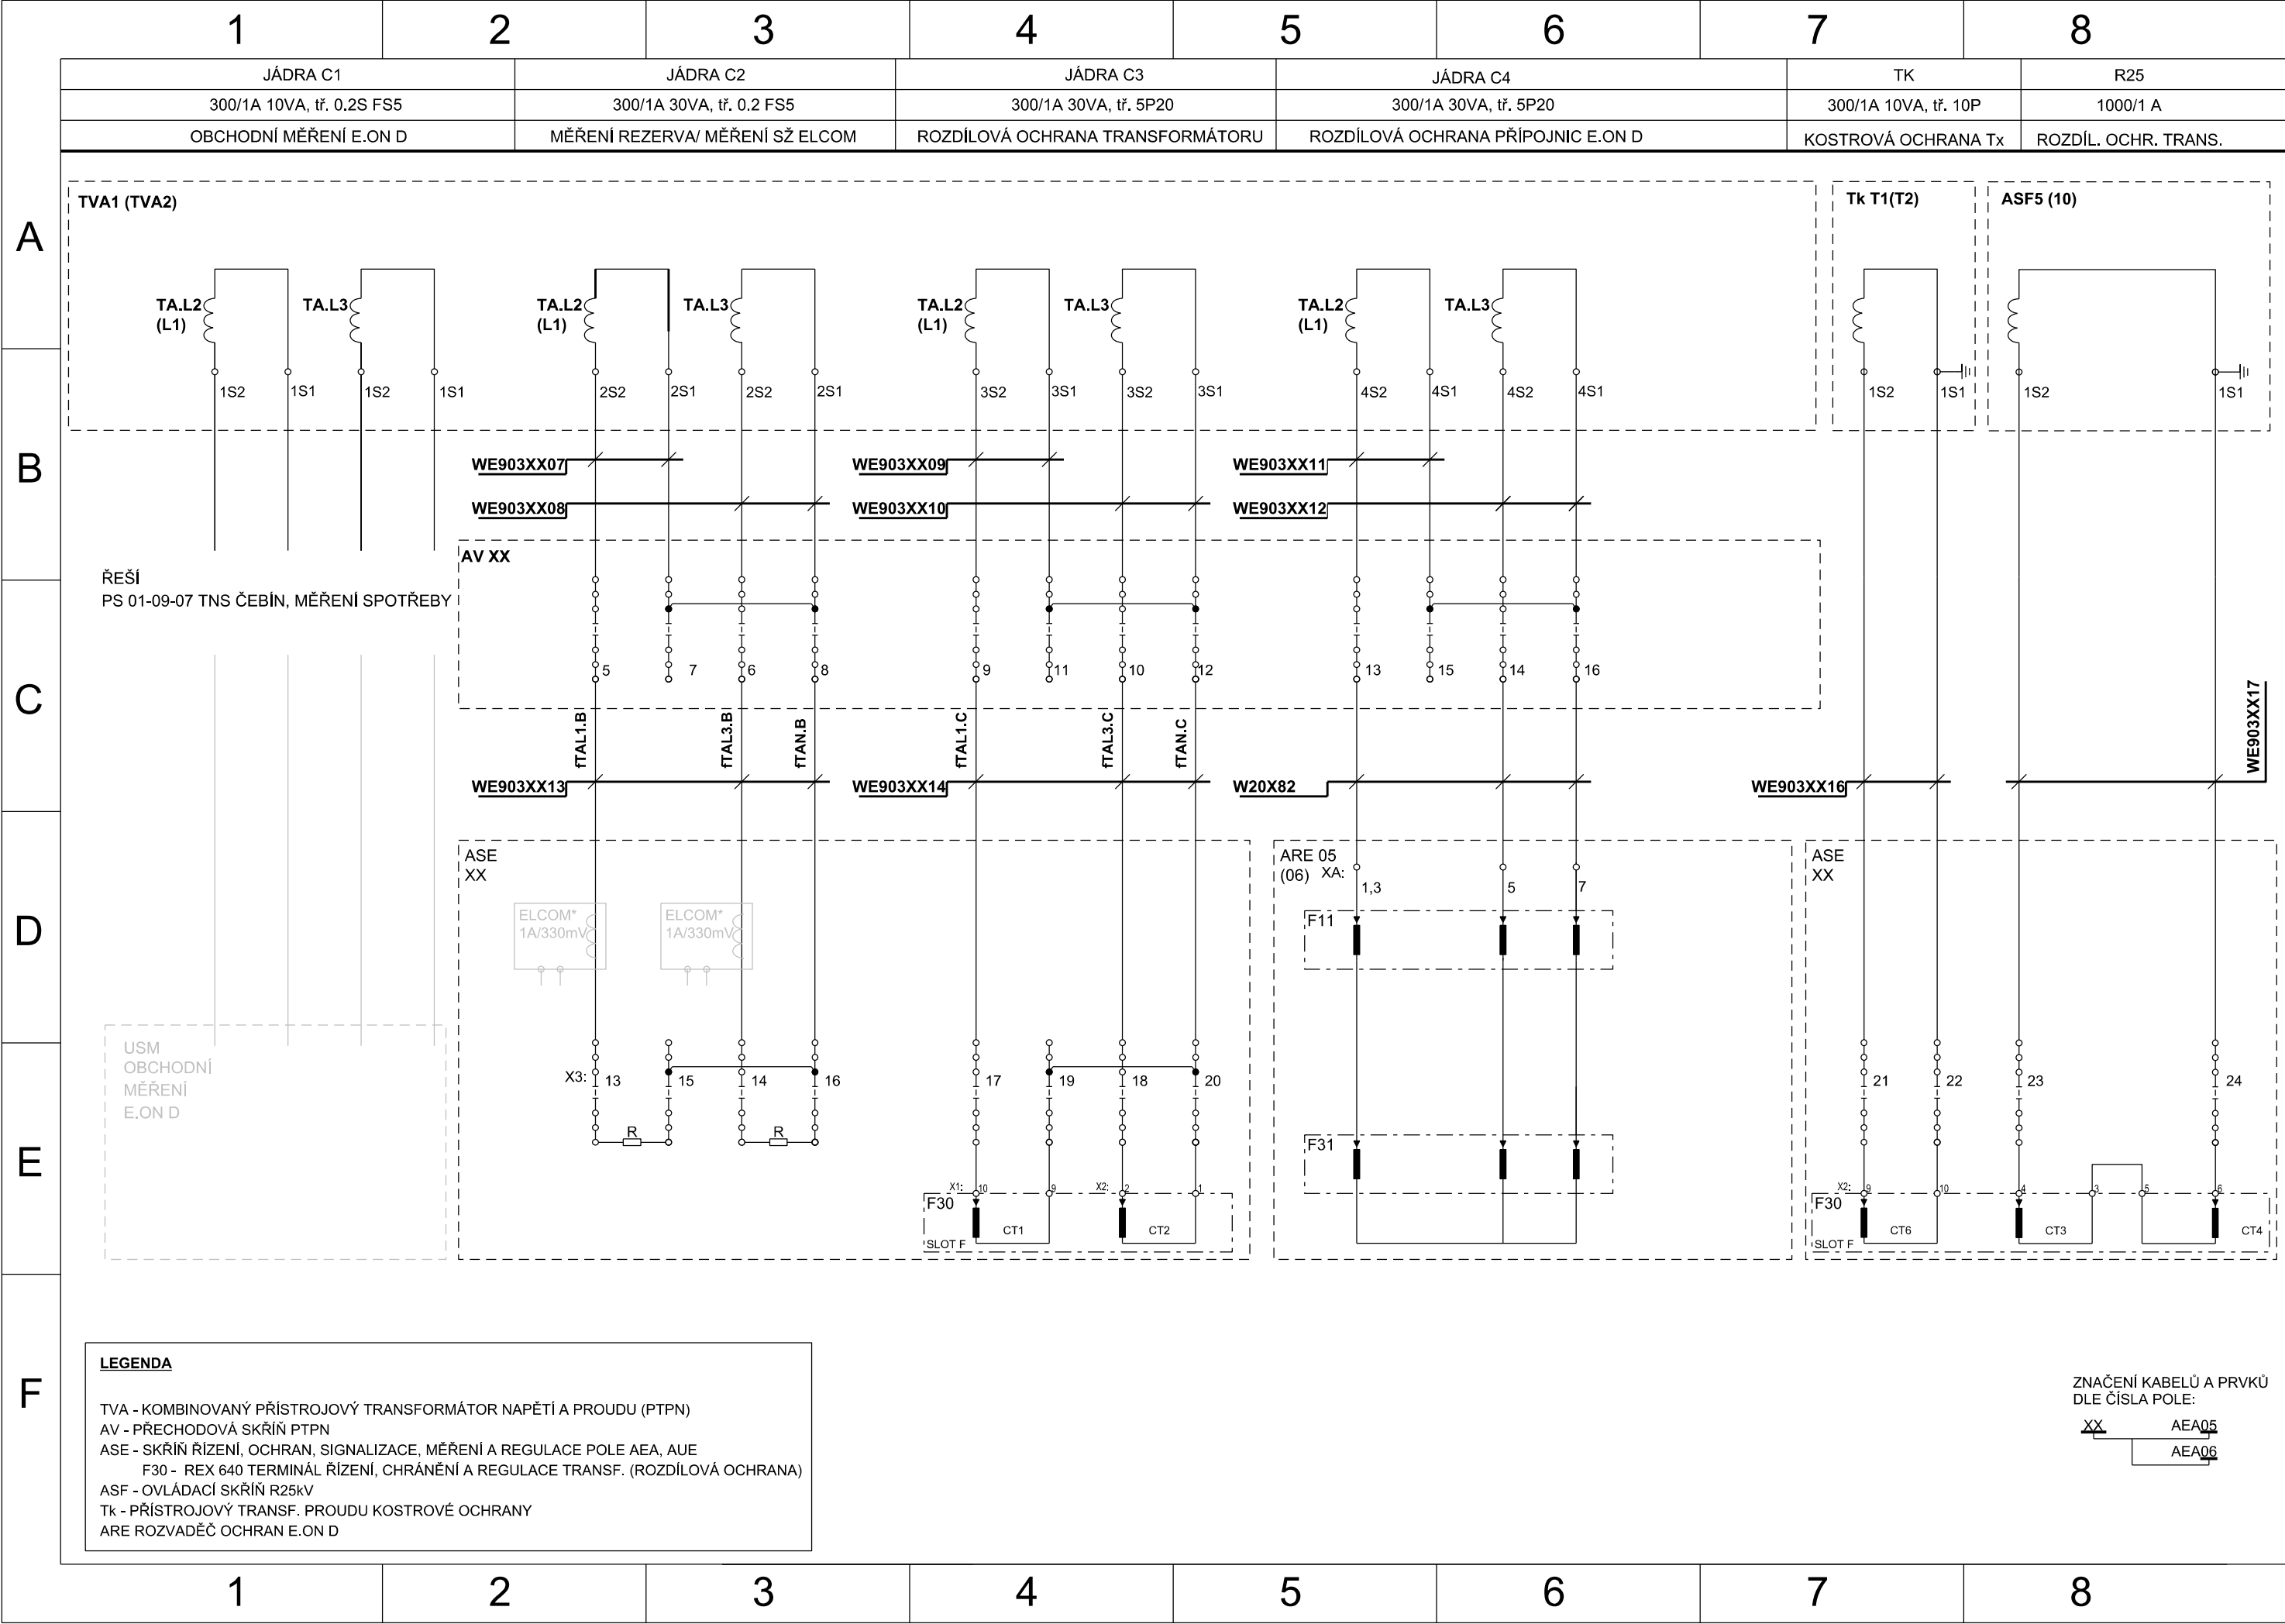 1 2 3 4 5 6 7 8
JÁDRA C1 JÁDRA C2 JÁDRA C3 JÁDRA C4 TK R25
300/1A 10VA, tř. 0.2S FS5 300/1A 30VA, tř. 0.2 FS5 300/1A 30VA, tř. 5P20 300/1A 30VA, tř. 5P20 300/1A 10VA, tř. 10P 1000/1 A
OBCHODNÍ MĚŘENÍ E.ON D MĚŘENÍ REZERVA/ MĚŘENÍ SŽ ELCOM ROZDÍLOVÁ OCHRANA TRANSFORMÁTORU ROZDÍLOVÁ OCHRANA PŘÍPOJNIC E.ON D KOSTROVÁ OCHRANA Tx ROZDÍL. OCHR. TRANS.
A
TVA1 (TVA2) Tk T1(T2) ASF5 (10)
TA.L2 TA.L3 TA.L2 TA.L3 TA.L2 TA.L3 TA.L2 TA.L3
(L1) (L1) (L1) (L1)
1S2 1S1 1S2 1S1 2S2 2S1 2S2 2S1 3S2 3S1 3S2 3S1 4S2 4S1 4S2 4S1 1S2 1S1 1S2 1S1
B
WE903XX07 WE903XX09 WE903XX11
WE903XX08 WE903XX10 WE903XX12
AV XX
ŘEŠÍ
PS 01-09-07 TNS ČEBÍN, MĚŘENÍ SPOTŘEBY
5 7 6 8 9 11 10 12 13 15 14 16
C
fTAL1.B fTAL3.B fTAN.B fTAL1.C fTAL3.C fTAN.C WE903XX17
WE903XX13 WE903XX14 W20X82 WE903XX16
ASE
XX
ARE 05
(06) XA:
ASE
XX
1,3 5 7
D
ELCOM*
1A/330mV
ELCOM*
1A/330mV
F11
USM
OBCHODNÍ
MĚŘENÍ
E.ON D
X3: 13 15 14 16 17 19 18 20 21 22 23 24
R R
E
F31
X1: 10 9 X2: 2 1 X2: 9 10 4 3 5 6
F30 CT1 CT2 F30 CT6 CT3 CT4
SLOT F SLOT F
F
LEGENDA
TVA - KOMBINOVANÝ PŘÍSTROJOVÝ TRANSFORMÁTOR NAPĚTÍ A PROUDU (PTPN)
AV - PŘECHODOVÁ SKŘÍŇ PTPN
ASE - SKŘÍŇ ŘÍZENÍ, OCHRAN, SIGNALIZACE, MĚŘENÍ A REGULACE POLE AEA, AUE
F30 - REX 640 TERMINÁL ŘÍZENÍ, CHRÁNĚNÍ A REGULACE TRANSF. (ROZDÍLOVÁ OCHRANA)
ASF - OVLÁDACÍ SKŘÍŇ R25kV
Tk - PŘÍSTROJOVÝ TRANSF. PROUDU KOSTROVÉ OCHRANY
ARE ROZVADĚČ OCHRAN E.ON D
ZNAČENÍ KABELŮ A PRVKŮ
DLE ČÍSLA POLE:
XX AEA05
AEA06
1 2 3 4 5 6 7 8